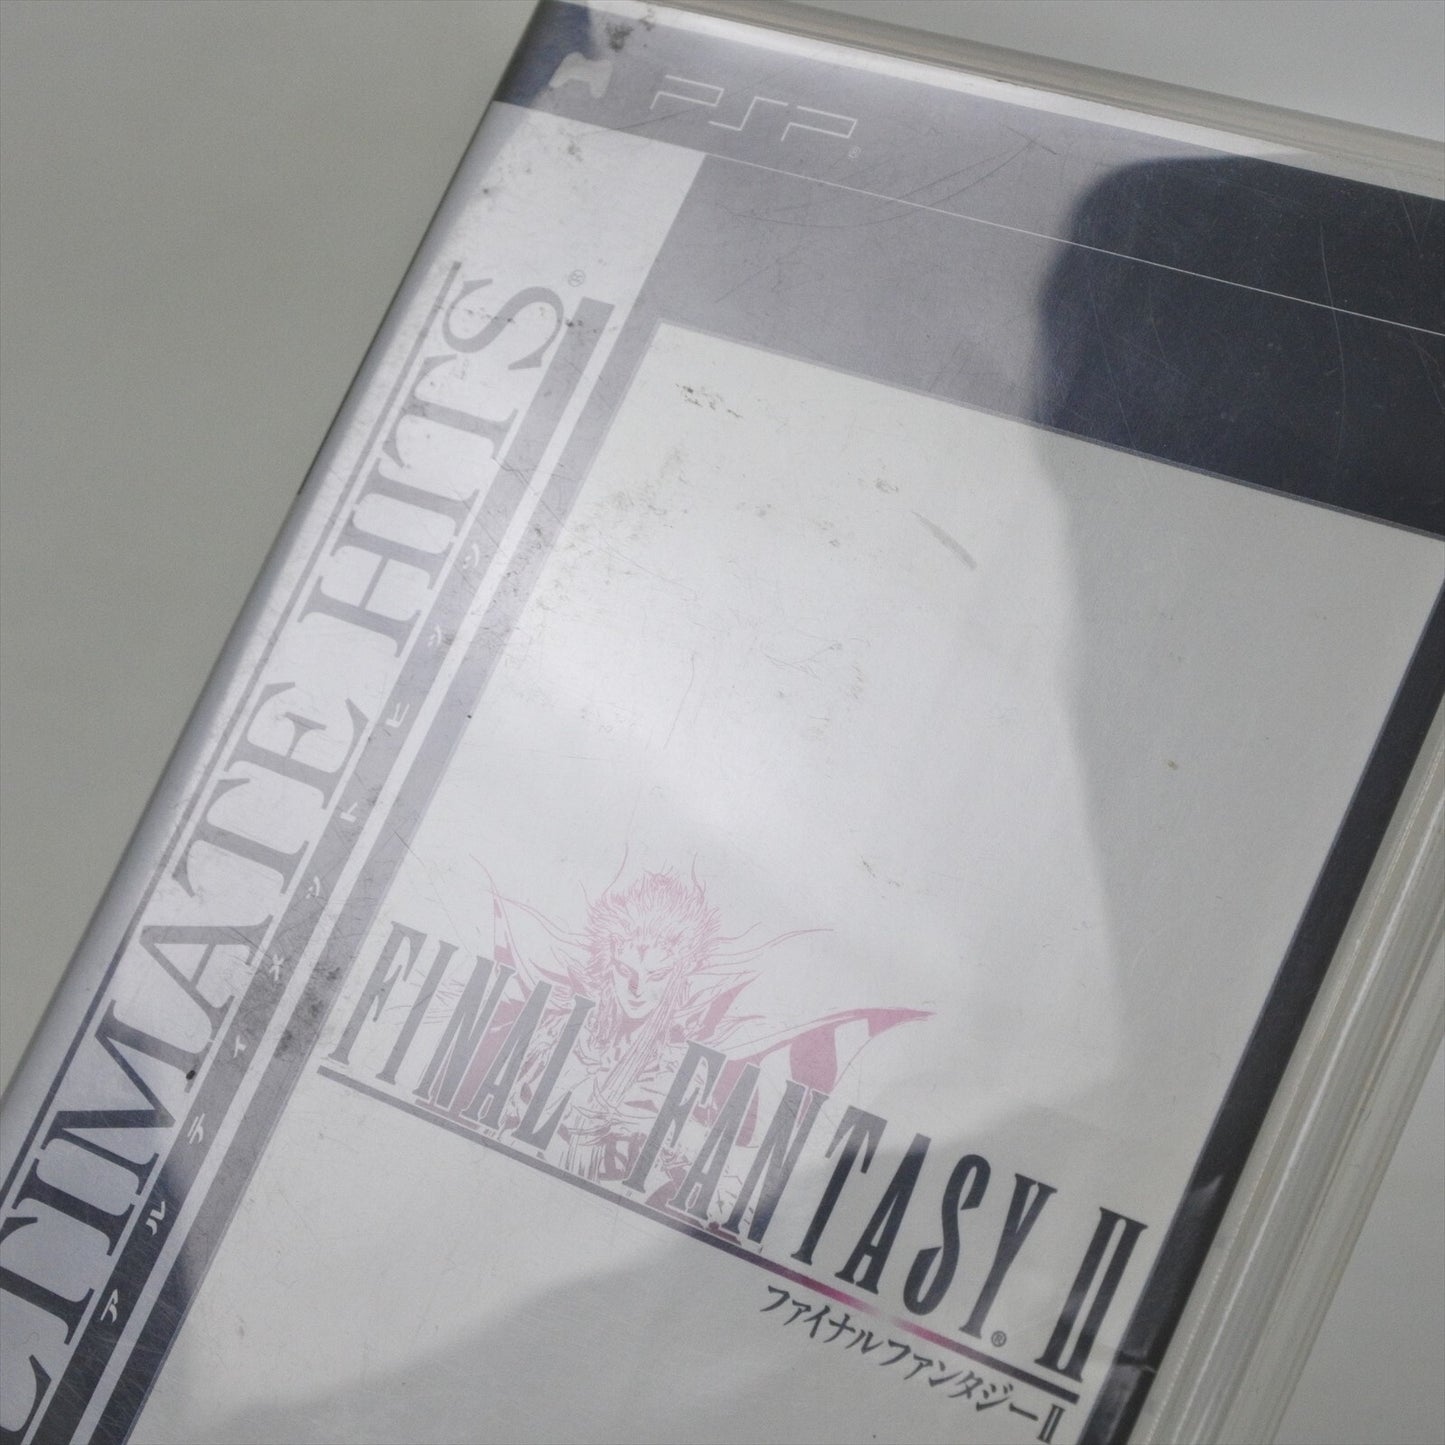 PSP®
ULTIMATE HITS®
アルティメットヒッツ
FINAL FANTASY® II
ファイナルファンタジーII